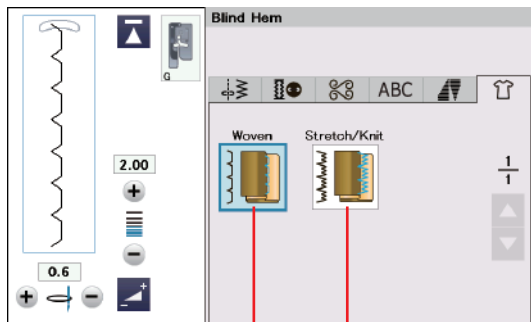 Blind Hem
G
ABC
Woven Stretch/Knit
2.00
1
1
0.6